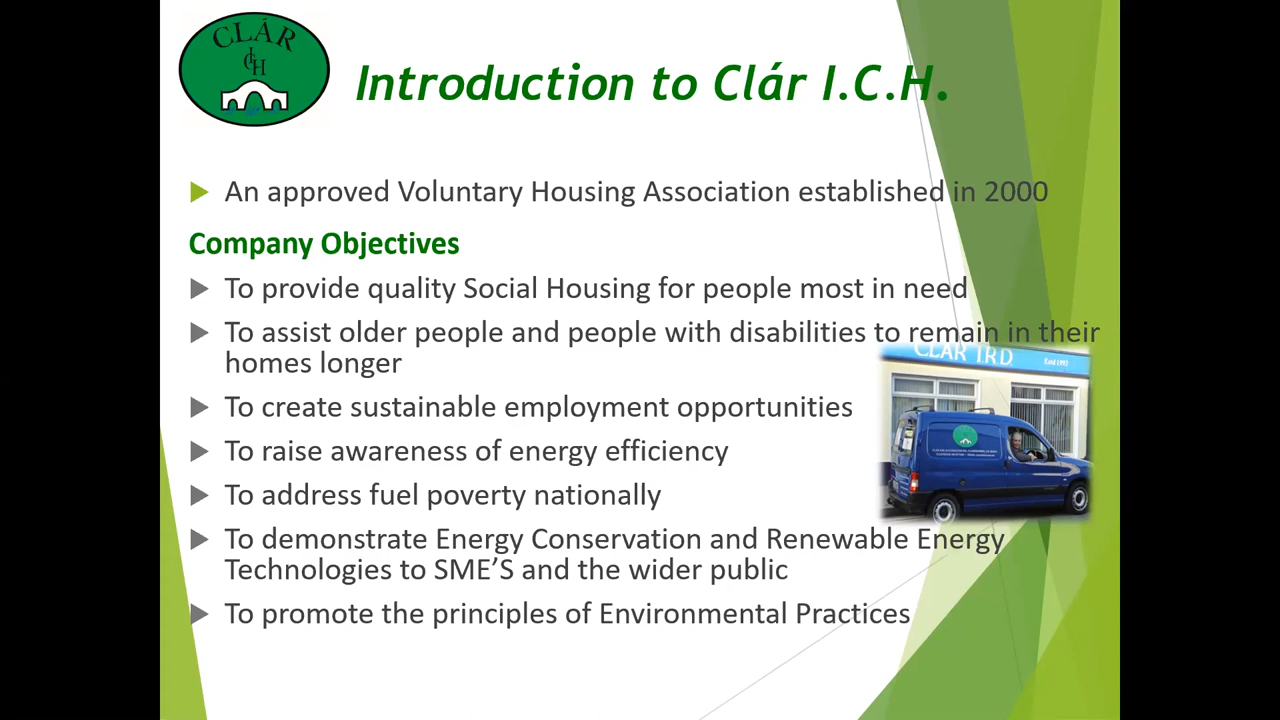 CLÁR
ICH
Introduction to Clár I.C.H.
An approved Voluntary Housing Association established in 2000
Company Objectives
To provide quality Social Housing for people most in need
To assist older people and people with disabilities to remain in their
homes longer
To create sustainable employment opportunities
To raise awareness of energy efficiency
To address fuel poverty nationally
To demonstrate Energy Conservation and Renewable Energy
Technologies to SME’S and the wider public
To promote the principles of Environmental Practices
CLÁR I.R.D.